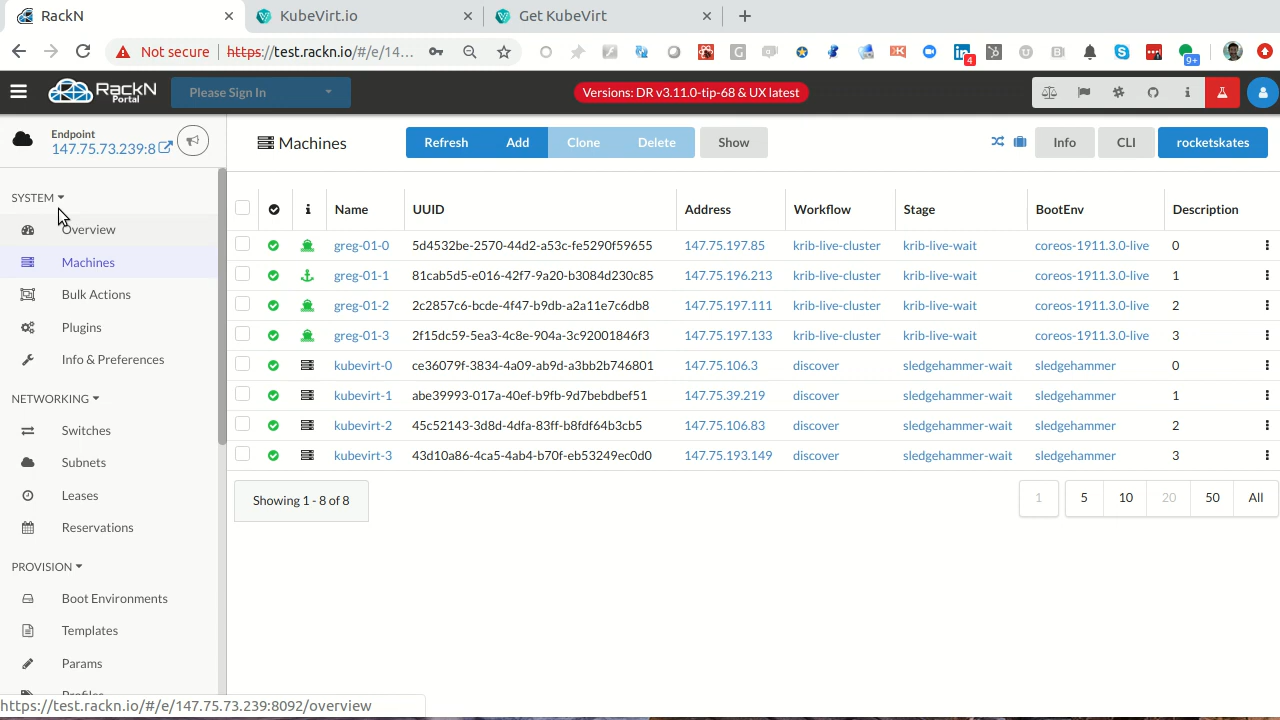 RackN
KubeVirt.io
Get KubeVirt
Not secure
https://test.rackn.io/#/e/14...
4
9+
RackN
Portal
Please Sign In
Versions: DR v3.11.0-tip-68 & UX latest
Endpoint
147.75.73.239:8
Machines
Refresh
Add
Clone
Delete
Show
Info
CLI
rocketskates
SYSTEM
Overview
Machines
Bulk Actions
Plugins
Info & Preferences
NETWORKING
Switches
Subnets
Leases
Reservations
PROVISION
Boot Environments
Templates
Params
Profiles
Name UUID Address Workflow Stage BootEnv Description
greg-01-0 5d4532be-2570-44d2-a53c-fe5290f59655 147.75.197.85 krib-live-cluster krib-live-wait coreos-1911.3.0-live 0
greg-01-1 81cab5d5-e016-42f7-9a20-b3084d230c85 147.75.196.213 krib-live-cluster krib-live-wait coreos-1911.3.0-live 1
greg-01-2 2c2857c6-bcde-4f47-b9db-a2a11e7c6db8 147.75.197.111 krib-live-cluster krib-live-wait coreos-1911.3.0-live 2
greg-01-3 2f15dc59-5ea3-4c8e-904a-3c92001846f3 147.75.197.133 krib-live-cluster krib-live-wait coreos-1911.3.0-live 3
kubevirt-0 ce36079f-3834-4a09-ab9d-a3bb2b746801 147.75.106.3 discover sledgehammer-wait sledgehammer 0
kubevirt-1 abe39993-017a-40ef-b9fb-9d7bebdbef51 147.75.39.219 discover sledgehammer-wait sledgehammer 1
kubevirt-2 45c52143-3d8d-4dfa-83ff-b8fdf64b3cb5 147.75.106.83 discover sledgehammer-wait sledgehammer 2
kubevirt-3 43d10a86-4ca5-4ab4-b70f-eb53249ec0d0 147.75.193.149 discover sledgehammer-wait sledgehammer 3
Showing 1 - 8 of 8
1 5 10 20 50 All
https://test.rackn.io/#/e/147.75.73.239:8092/overview